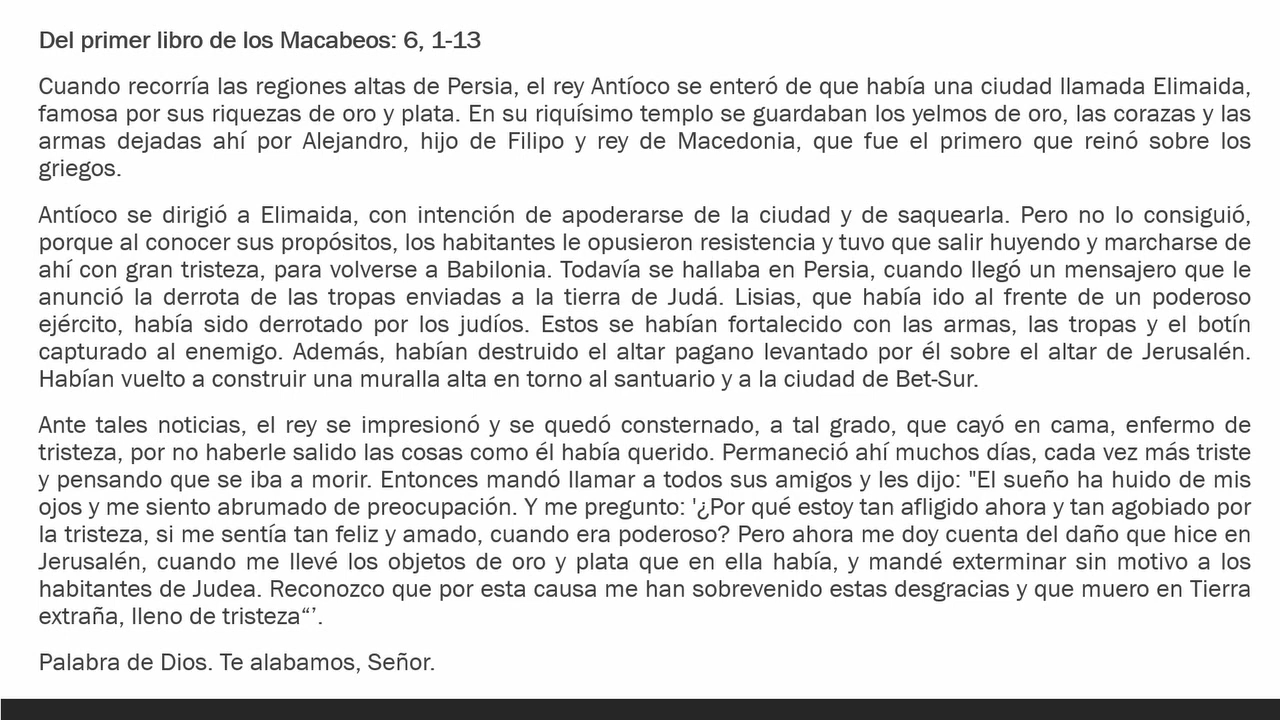 Del primer libro de los Macabeos: 6, 1-13
Cuando recorría las regiones altas de Persia, el rey Antíoco se enteró de que había una ciudad llamada Elimaida,
famosa por sus riquezas de oro y plata. En su riquísimo templo se guardaban los yelmos de oro, las corazas y las
armas dejadas ahí por Alejandro, hijo de Filipo y rey de Macedonia, que fue el primero que reinó sobre los
griegos.
Antíoco se dirigió a Elimaida, con intención de apoderarse de la ciudad y de saquearla. Pero no lo consiguió,
porque al conocer sus propósitos, los habitantes le opusieron resistencia y tuvo que salir huyendo y marcharse de
ahí con gran tristeza, para volverse a Babilonia. Todavía se hallaba en Persia, cuando llegó un mensajero que le
anunció la derrota de las tropas enviadas a la tierra de Judá. Lisias, que había ido al frente de un poderoso
ejército, había sido derrotado por los judíos. Estos se habían fortalecido con las armas, las tropas y el botín
capturado al enemigo. Además, habían destruido el altar pagano levantado por él sobre el altar de Jerusalén.
Habían vuelto a construir una muralla alta en torno al santuario y a la ciudad de Bet-Sur.
Ante tales noticias, el rey se impresionó y se quedó consternado, a tal grado, que cayó en cama, enfermo de
tristeza, por no haberle salido las cosas como él había querido. Permaneció ahí muchos días, cada vez más triste
y pensando que se iba a morir. Entonces mandó llamar a todos sus amigos y les dijo: "El sueño ha huido de mis
ojos y me siento abrumado de preocupación. Y me pregunto: '¿Por qué estoy tan afligido ahora y tan agobiado por
la tristeza, si me sentía tan feliz y amado, cuando era poderoso? Pero ahora me doy cuenta del daño que hice en
Jerusalén, cuando me llevé los objetos de oro y plata que en ella había, y mandé exterminar sin motivo a los
habitantes de Judea. Reconozco que por esta causa me han sobrevenido estas desgracias y que muero en Tierra
extraña, lleno de tristeza“’.
Palabra de Dios. Te alabamos, Señor.